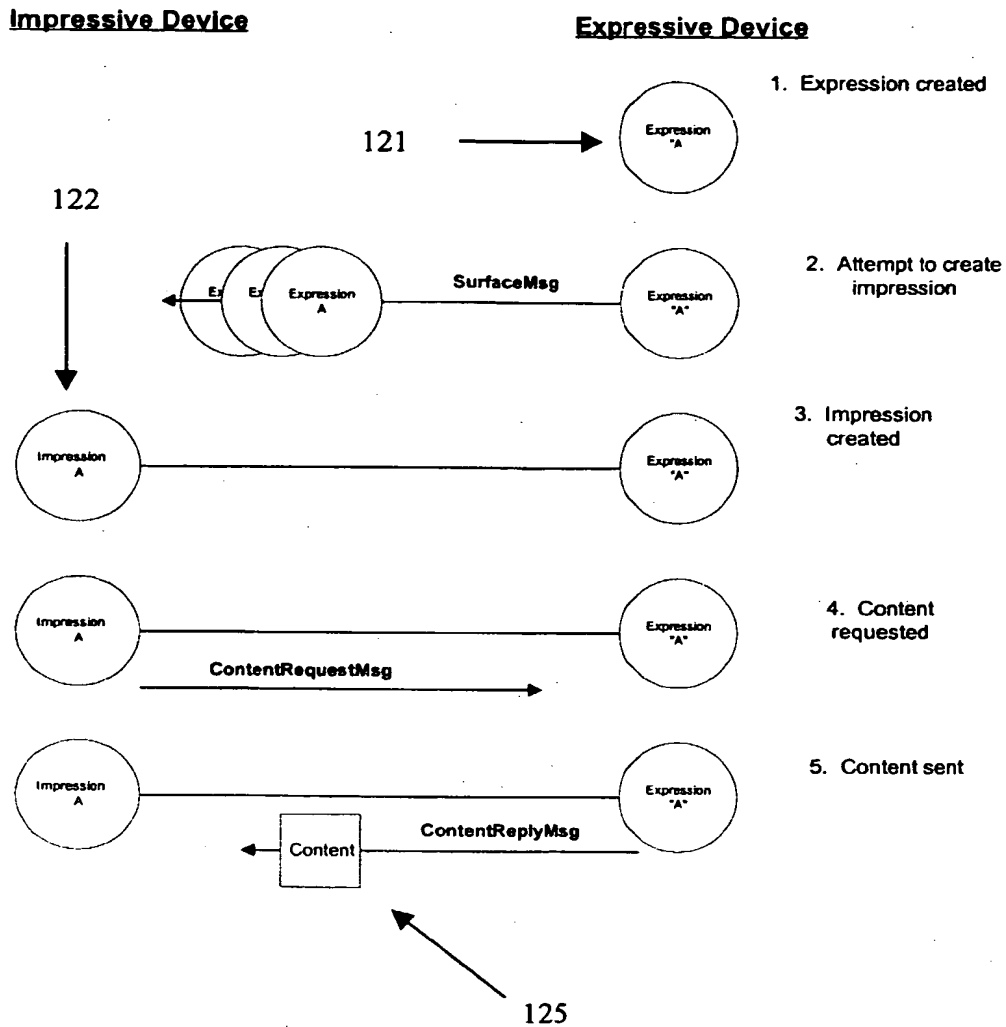 Impressive Device
Expressive Device
1. Expression created
121
Expression
"A
122
2. Attempt to create
impression
SurfaceMsg
Ex
E
Expression
A
Expression
"A"
3. Impression
created
Impression
A
Expression
"A"
4. Content
requested
Impression
A
Expression
"A"
ContentRequestMsg
5. Content sent
Impression
A
Expression
"A"
ContentReplyMsg
Content
125